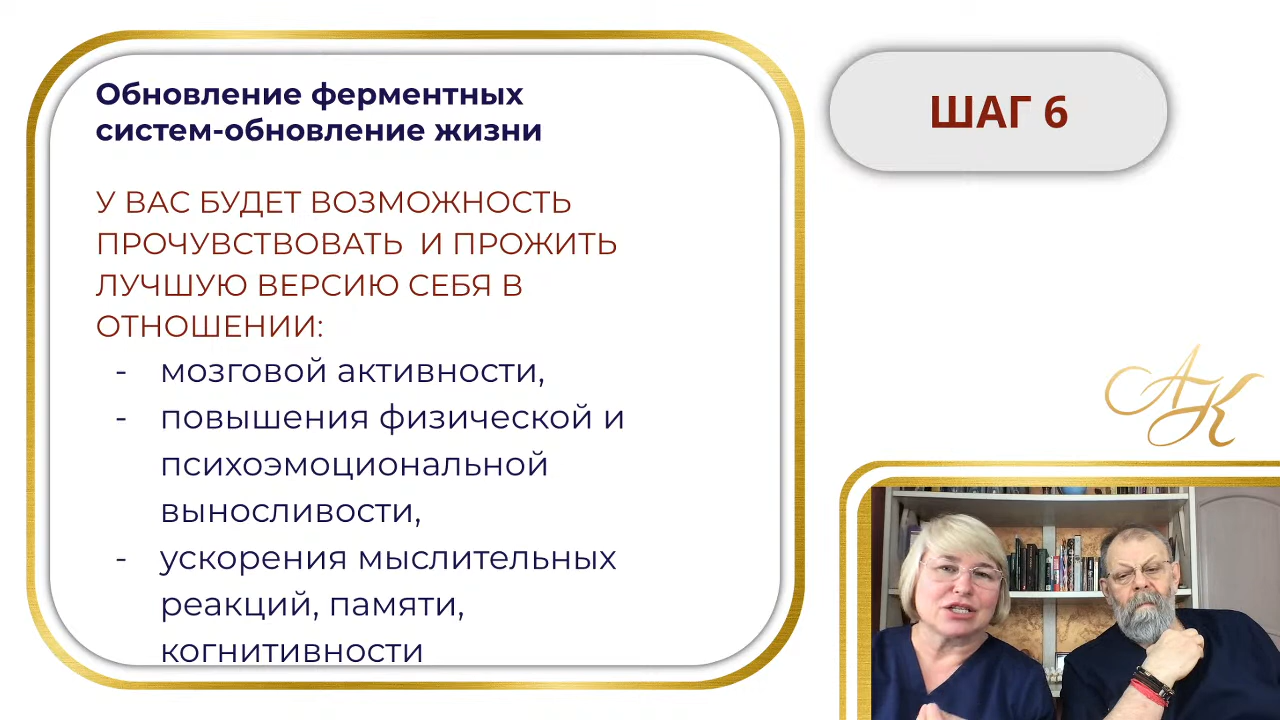 Обновление ферментных
систем-обновление жизни
У ВАС БУДЕТ ВОЗМОЖНОСТЬ
ПРОЧУВСТВОВАТЬ И ПРОЖИТЬ
ЛУЧШУЮ ВЕРСИЮ СЕБЯ В
ОТНОШЕНИИ:
- мозговой активности,
- повышения физической и
психоэмоциональной
выносливости,
- ускорения мыслительных
реакций, памяти,
когнитивности
ШАГ 6
АК